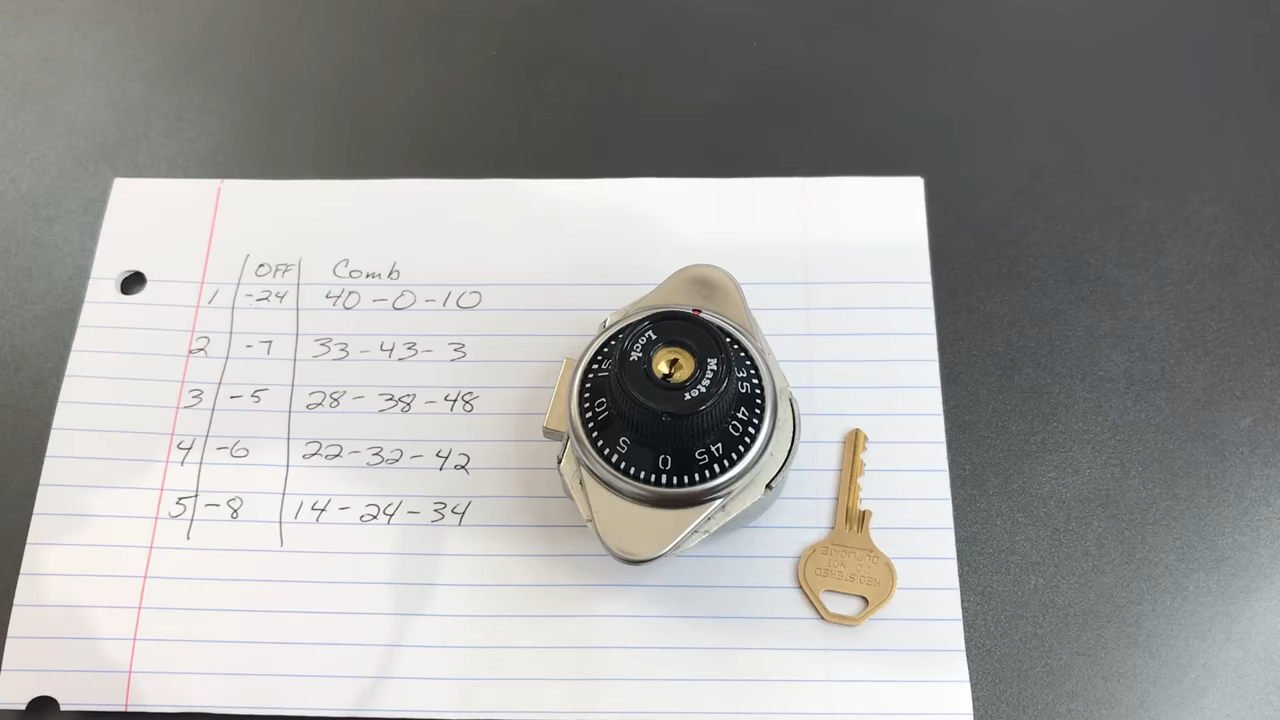 OFF Comb
1 -24 40-0-10
2 -7 33-43-3
3 -5 28-38-48
4 -6 22-32-42
5 -8 14-24-34
Master Lock
35 40 45 0 5 10 15
REGISTERED
DO NOT
DUPLICATE